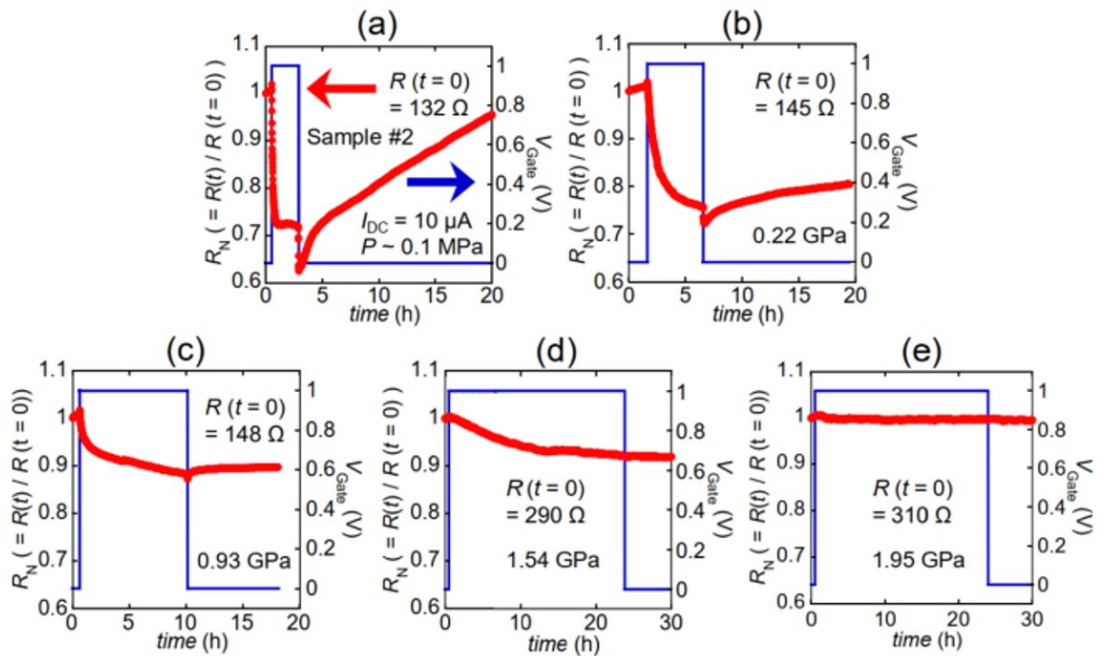 (a)
R_N ( = R(t) / R (t = 0))
1.1
1
0.9
0.8
0.7
0.6
R (t = 0)
= 132 Ω
Sample #2
I_DC = 10 μA
P ~ 0.1 MPa
1
0.8
0.6
0.4
0.2
0
V_Gate (V)
0 5 10 15 20
time (h)
(b)
R_N ( = R(t) / R (t = 0))
1.1
1
0.9
0.8
0.7
0.6
R (t = 0)
= 145 Ω
0.22 GPa
1
0.8
0.6
0.4
0.2
0
V_Gate (V)
0 5 10 15 20
time (h)
(c)
R_N ( = R(t) / R (t = 0))
1.1
1
0.9
0.8
0.7
0.6
R (t = 0)
= 148 Ω
0.93 GPa
1
0.8
0.6
0.4
0.2
0
V_Gate (V)
0 5 10 15 20
time (h)
(d)
R_N ( = R(t) / R (t = 0))
1.1
1
0.9
0.8
0.7
0.6
R (t = 0)
= 290 Ω
1.54 GPa
1
0.8
0.6
0.4
0.2
0
V_Gate (V)
0 10 20 30
time (h)
(e)
R_N ( = R(t) / R (t = 0))
1.1
1
0.9
0.8
0.7
0.6
R (t = 0)
= 310 Ω
1.95 GPa
1
0.8
0.6
0.4
0.2
0
V_Gate (V)
0 10 20 30
time (h)